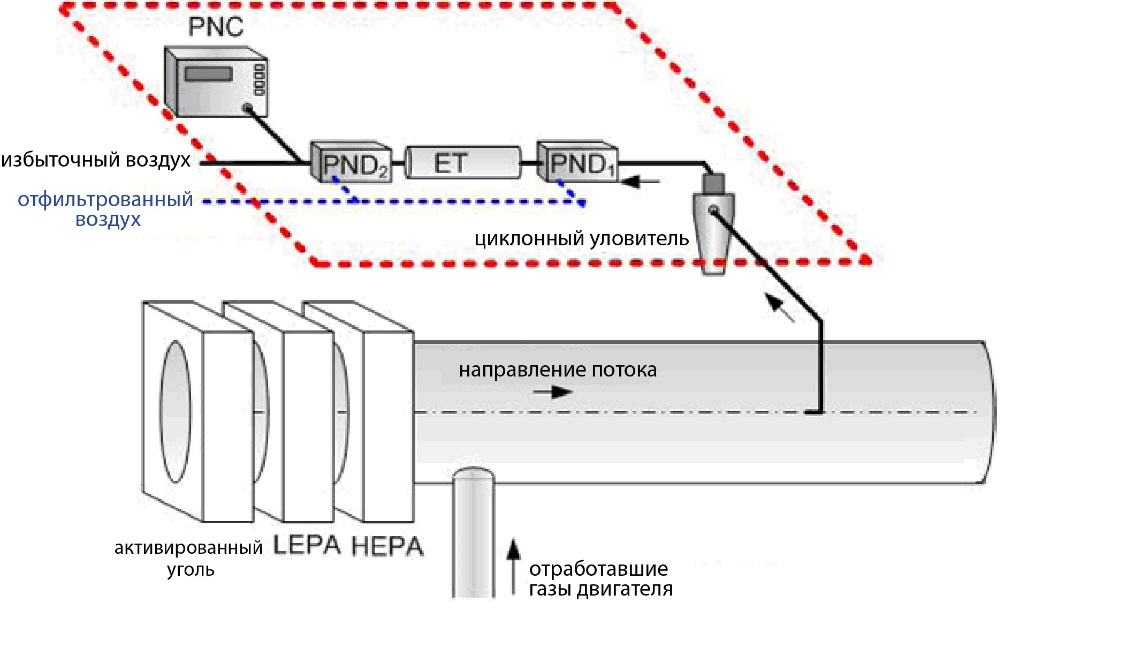 PNC
избыточный воздух
PND2
ET
PND1
отфильтрованный
воздух
циклонный уловитель
направление потока
активированный
уголь
LEPA
HEPA
отработавшие
газы двигателя